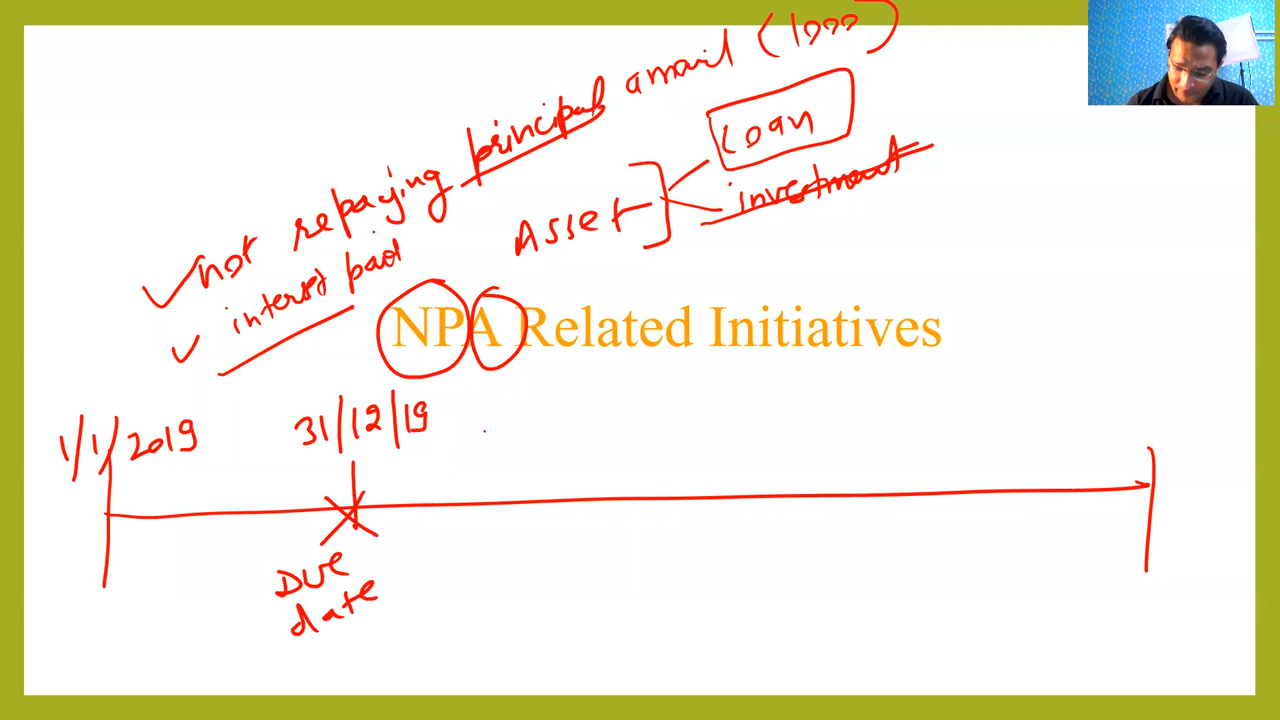 not repaying principal amount (1000)
interst paid
Asset
Loan
investment
NPA Related Initiatives
1/1/2019
31/12/19
Due
date